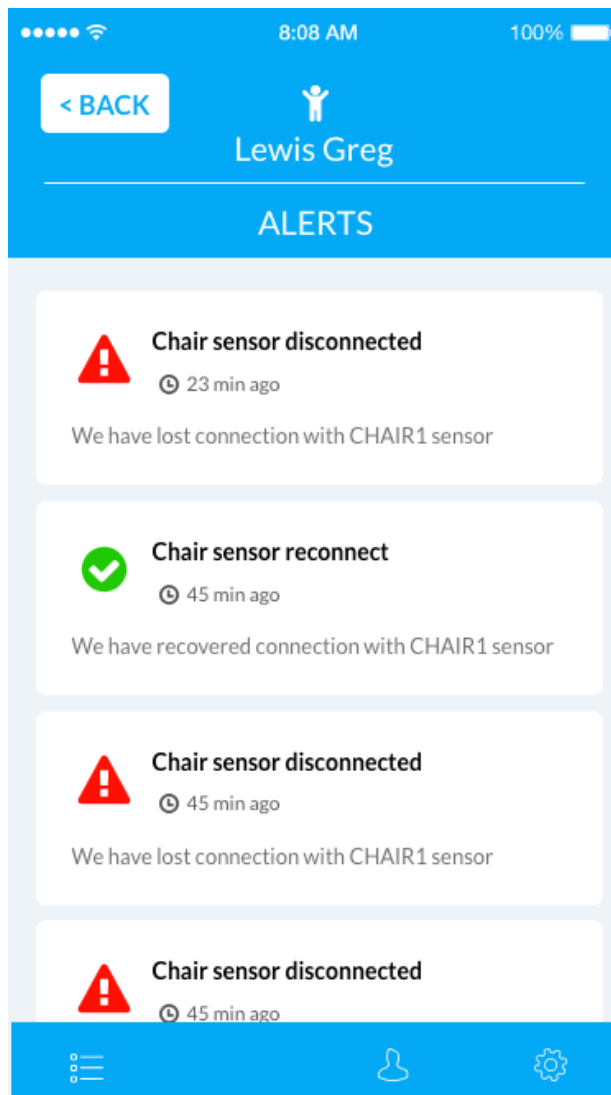 8:08 AM 100%
< BACK
Lewis Greg
ALERTS
Chair sensor disconnected
23 min ago
We have lost connection with CHAIR1 sensor
Chair sensor reconnect
45 min ago
We have recovered connection with CHAIR1 sensor
Chair sensor disconnected
45 min ago
We have lost connection with CHAIR1 sensor
Chair sensor disconnected
45 min ago